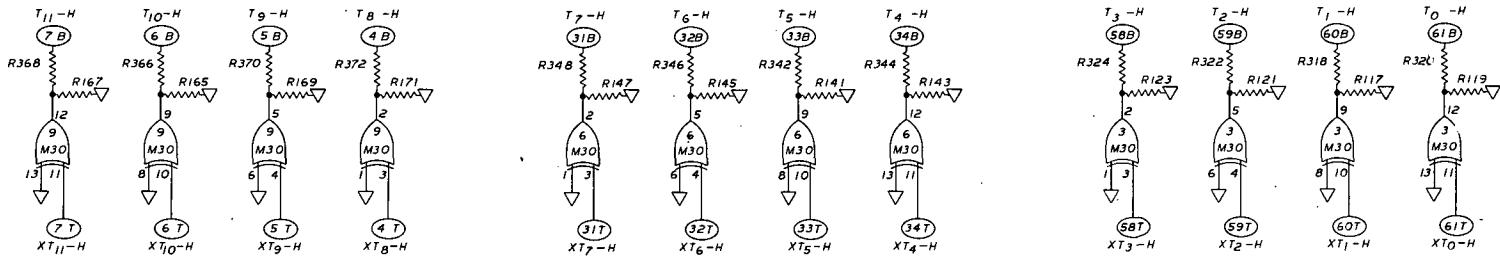 T11-H T10-H T9-H T8-H T7-H T6-H T5-H T4-H T3-H T2-H T1-H T0-H
7B 6B 5B 4B 31B 32B 33B 34B 58B 59B 60B 61B
R368 R366 R370 R372 R348 R346 R342 R344 R324 R322 R318 R320
R167 R165 R169 R171 R147 R145 R141 R143 R123 R121 R117 R119
12 9 5 2 2 5 9 12 2 5 9 12
9 9 9 9 6 6 6 6 3 3 3 3
M30 M30 M30 M30 M30 M30 M30 M30 M30 M30 M30 M30
13 11 8 10 6 4 1 3 1 3 6 4 8 10 13 11 1 3 6 4 8 10 13 11
7T 6T 5T 4T 31T 32T 33T 34T 58T 59T 60T 61T
XT11-H XT10-H XT9-H XT8-H XT7-H XT6-H XT5-H XT4-H XT3-H XT2-H XT1-H XT0-H